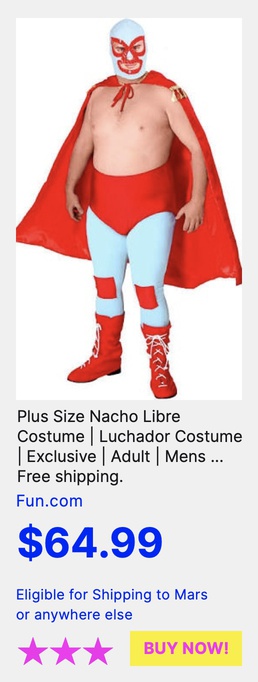 Plus Size Nacho Libre
Costume | Luchador Costume
| Exclusive | Adult | Mens ...
Free shipping.
Fun.com
$64.99
Eligible for Shipping to Mars
or anywhere else
BUY NOW!